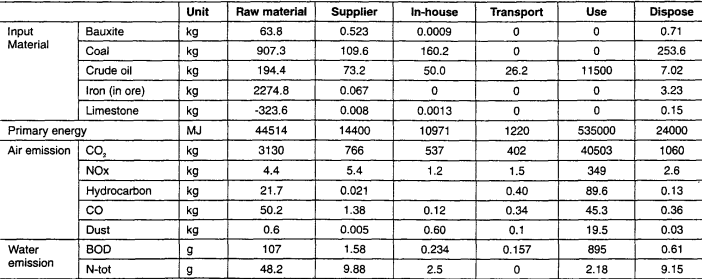 Unit Raw material Supplier In-house Transport Use Dispose
Input Material Bauxite kg 63.8 0.523 0.0009 0 0 0.71
Coal kg 907.3 109.6 160.2 0 0 253.6
Crude oil kg 194.4 73.2 50.0 26.2 11500 7.02
Iron (in ore) kg 2274.8 0.067 0 0 0 3.23
Limestone kg -323.6 0.008 0.0013 0 0 0.15
Primary energy MJ 44514 14400 10971 1220 535000 24000
Air emission CO2 kg 3130 766 537 402 40503 1060
NOx kg 4.4 5.4 1.2 1.5 349 2.6
Hydrocarbon kg 21.7 0.021 0.40 89.6 0.13
CO kg 50.2 1.38 0.12 0.34 45.3 0.36
Dust kg 0.6 0.005 0.60 0.1 19.5 0.03
Water emission BOD g 107 1.58 0.234 0.157 895 0.61
N-tot g 48.2 9.88 2.5 0 2.18 9.15